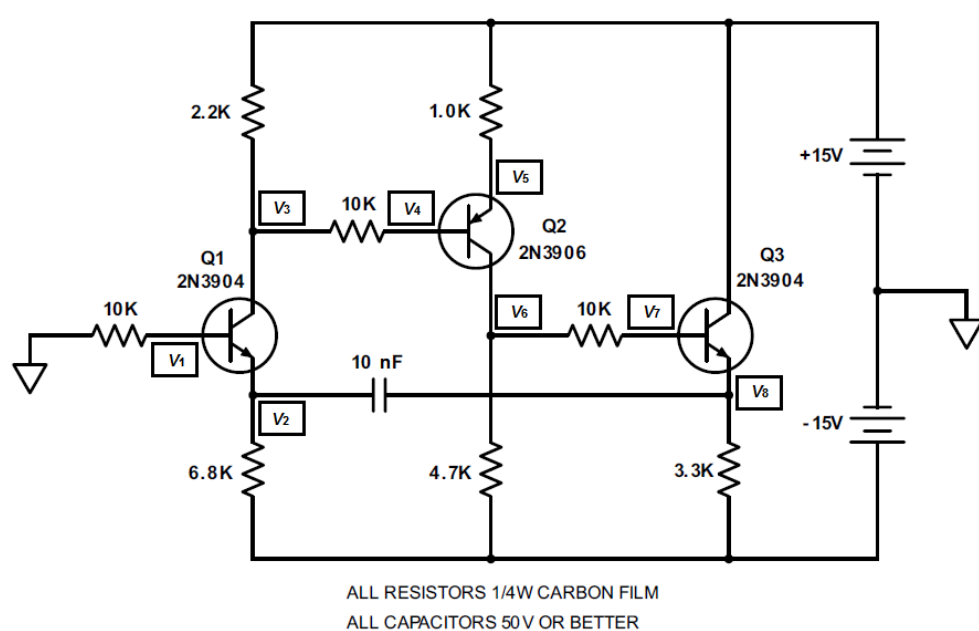 2.2K
1.0K
+15V
V5
V3
10K
V4
Q2
2N3906
Q1
2N3904
Q3
2N3904
10K
V6
10K
V7
V1
10 nF
V8
V2
-15V
6.8K
4.7K
3.3K
ALL RESISTORS 1/4W CARBON FILM
ALL CAPACITORS 50V OR BETTER